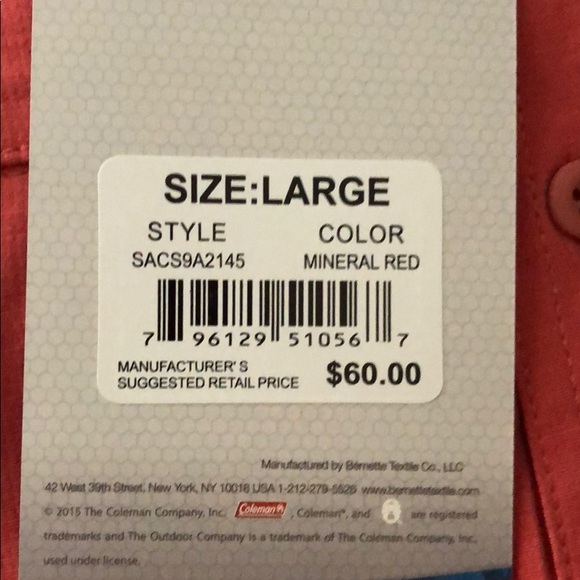 SIZE:LARGE
STYLE COLOR
SACS9A2145 MINERAL RED
7 96129 51056 7
MANUFACTURER'S
SUGGESTED RETAIL PRICE $60.00
Manufactured by Bernette Textile Co., LLC
42 West 39th Street, New York, NY 10018 USA 1-212-279-5526 www.bernettetextile.com
© 2015 The Coleman Company, Inc. Coleman , Coleman®, and are registered
trademarks and The Outdoor Company is a trademark of The Coleman Company, Inc.
used under license.